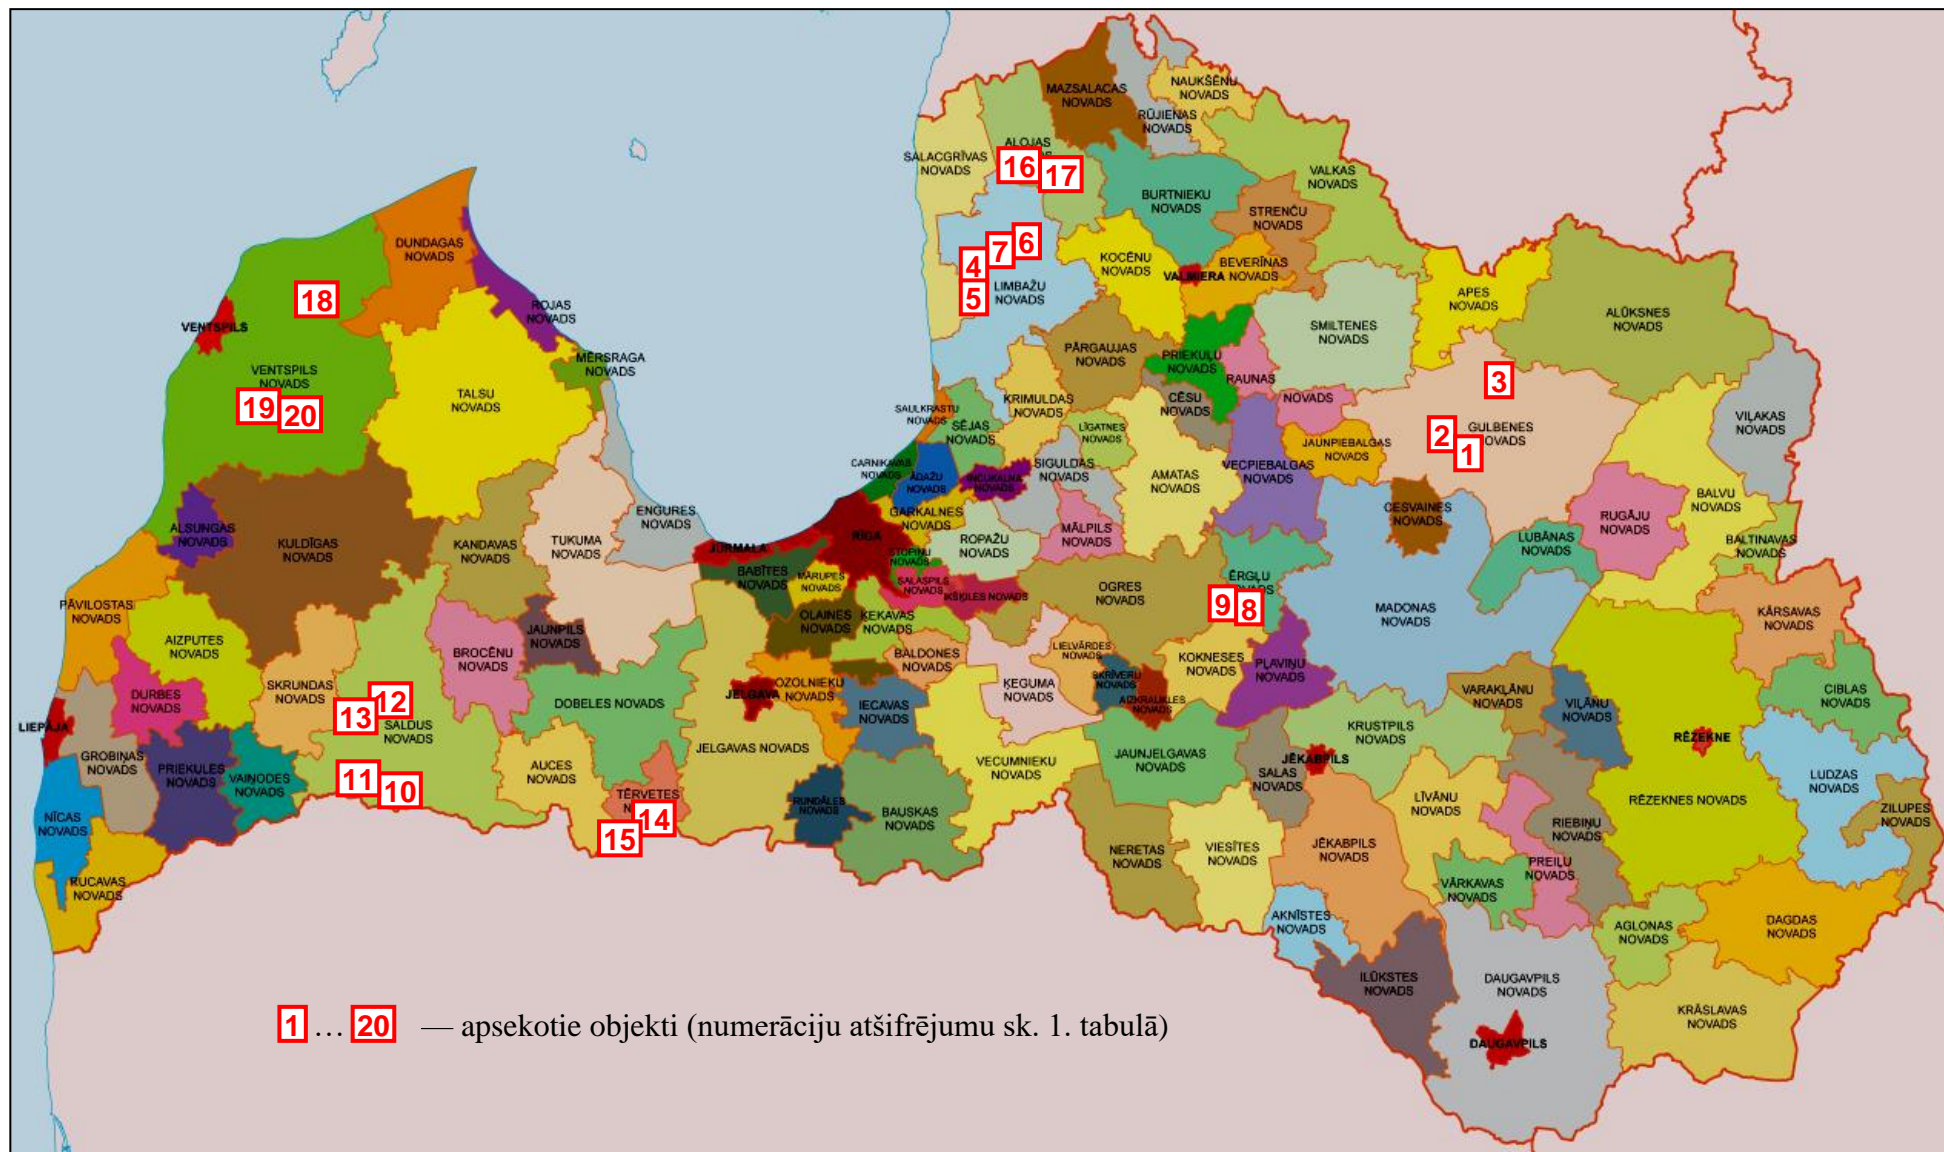 MAZSALACAS
NOVADS
NAUKŠĒNU
NOVADS
RŪJIENAS
NOVADS
ALOJAS
16
17
SALACGRĪVAS
NOVADS
VALKAS
NOVADS
BURTNIEKU
NOVADS
STRENČU
NOVADS
DUNDAGAS
NOVADS
4
7
6
5
LIMBAŽU
NOVADS
KOCĒNU
NOVADS
VALMIERA
BEVERĪNAS
NOVADS
APES
NOVADS
ALŪKSNES
NOVADS
18
ROJAS
NOVADS
VENTSPILS
SMILTENES
NOVADS
PĀRGAUJAS
NOVADS
PRIEKUĻU
NOVADS
MĒRSRAGA
NOVADS
VENTSPILS
NOVADS
19
20
TALSU
NOVADS
RAUNAS
NOVADS
3
KRIMULDAS
NOVADS
CĒSU
NOVADS
SAULKRASTU
NOVADS
SĒJAS
NOVADS
LĪGATNES
NOVADS
JAUNPIEBALGAS
NOVADS
2
1
GULBENES
NOVADS
VIĻAKAS
NOVADS
CARNIKAVAS
NOVADS
ĀDAŽU
NOVADS
INČUKALNA
NOVADS
SIGULDAS
NOVADS
AMATAS
NOVADS
VECPIEBALGAS
NOVADS
BALVU
NOVADS
CESVAINES
NOVADS
RUGĀJU
NOVADS
ENGURES
NOVADS
GARKALNES
NOVADS
ALSUNGAS
NOVADS
KULDĪGAS
NOVADS
KANDAVAS
NOVADS
TUKUMA
NOVADS
JŪRMALA
RĪGA
ROPAŽU
NOVADS
MĀLPILS
NOVADS
LUBĀNAS
NOVADS
BALTINAVAS
NOVADS
STOPIŅU
NOVADS
BABĪTES
NOVADS
MĀRUPES
NOVADS
SALASPILS
NOVADS
IKŠĶILES NOVADS
OGRES
NOVADS
ĒRGĻU
NOVADS
9
8
MADONAS
NOVADS
KĀRSAVAS
NOVADS
PĀVILOSTAS
NOVADS
OLAINES
NOVADS
ĶEKAVAS
NOVADS
AIZPUTES
NOVADS
JAUNPILS
NOVADS
BROCĒNU
NOVADS
BALDONES
NOVADS
LIELVĀRDES
NOVADS
KOKNESES
NOVADS
PĻAVIŅU
NOVADS
SKRUNDAS
NOVADS
DURBES
NOVADS
12
13
SALDUS
NOVADS
DOBELES NOVADS
JELGAVA
OZOLNIEKU
NOVADS
ĶEGUMA
NOVADS
SKRĪVERU
NOVADS
AIZKRAUKLES
NOVADS
VARAKĻĀNU
NOVADS
VIĻĀNU
NOVADS
CIBLAS
NOVADS
LIEPĀJA
IECAVAS
NOVADS
KRUSTPILS
NOVADS
RĒZEKNE
GROBIŅAS
NOVADS
PRIEKULES
NOVADS
VAIŅODES
NOVADS
11
10
AUCES
NOVADS
JELGAVAS NOVADS
VECUMNIEKU
NOVADS
JAUNJELGAVAS
NOVADS
SALAS
NOVADS
JĒKABPILS
LUDZAS
NOVADS
TĒRVETES
14
15
RUNDĀLES
NOVADS
BAUSKAS
NOVADS
LĪVĀNU
NOVADS
RĒZEKNES NOVADS
ZILUPES
NOVADS
NĪCAS
NOVADS
RIEBIŅU
NOVADS
NERETAS
NOVADS
VIESĪTES
NOVADS
JĒKABPILS
NOVADS
PREIĻU
NOVADS
RUCAVAS
NOVADS
VĀRKAVAS
NOVADS
AKNĪSTES
NOVADS
AGLONAS
NOVADS
DAGDAS
NOVADS
ILŪKSTES
NOVADS
DAUGAVPILS
NOVADS
KRĀSLAVAS
NOVADS
DAUGAVPILS
1 … 20 — apsekotie objekti (numerāciju atšifrējumu sk. 1. tabulā)